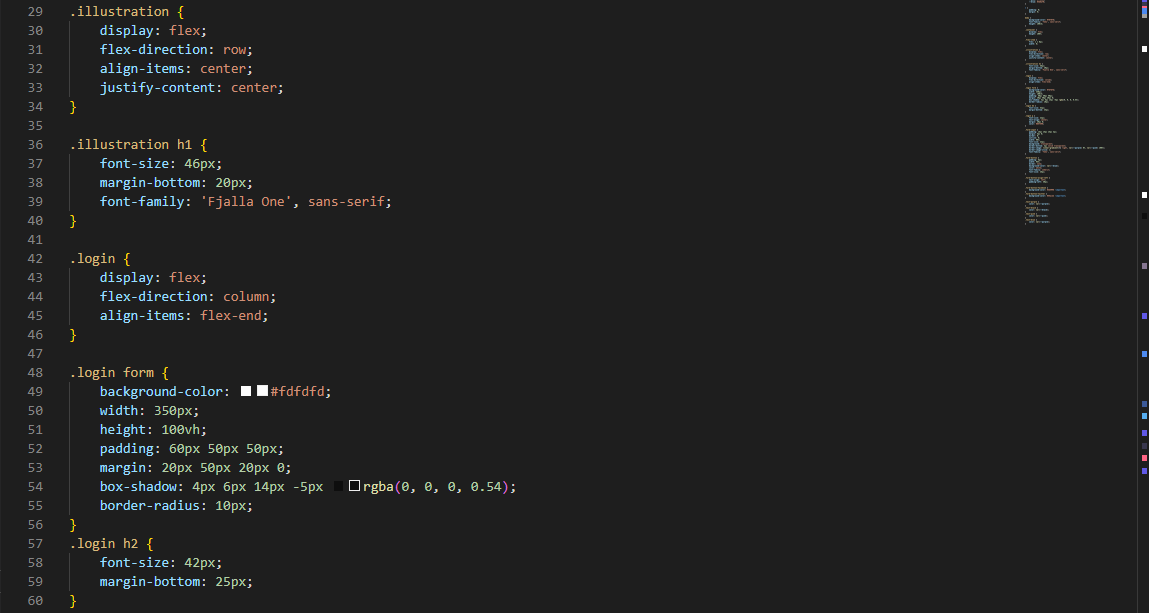 29 .illustration {
30 display: flex;
31 flex-direction: row;
32 align-items: center;
33 justify-content: center;
34 }
35
36 .illustration h1 {
37 font-size: 46px;
38 margin-bottom: 20px;
39 font-family: 'Fjalla One', sans-serif;
40 }
41
42 .login {
43 display: flex;
44 flex-direction: column;
45 align-items: flex-end;
46 }
47
48 .login form {
49 background-color: #fdfdfd;
50 width: 350px;
51 height: 100vh;
52 padding: 60px 50px 50px;
53 margin: 20px 50px 20px 0;
54 box-shadow: 4px 6px 14px -5px rgba(0, 0, 0, 0.54);
55 border-radius: 10px;
56 }
57 .login h2 {
58 font-size: 42px;
59 margin-bottom: 25px;
60 }